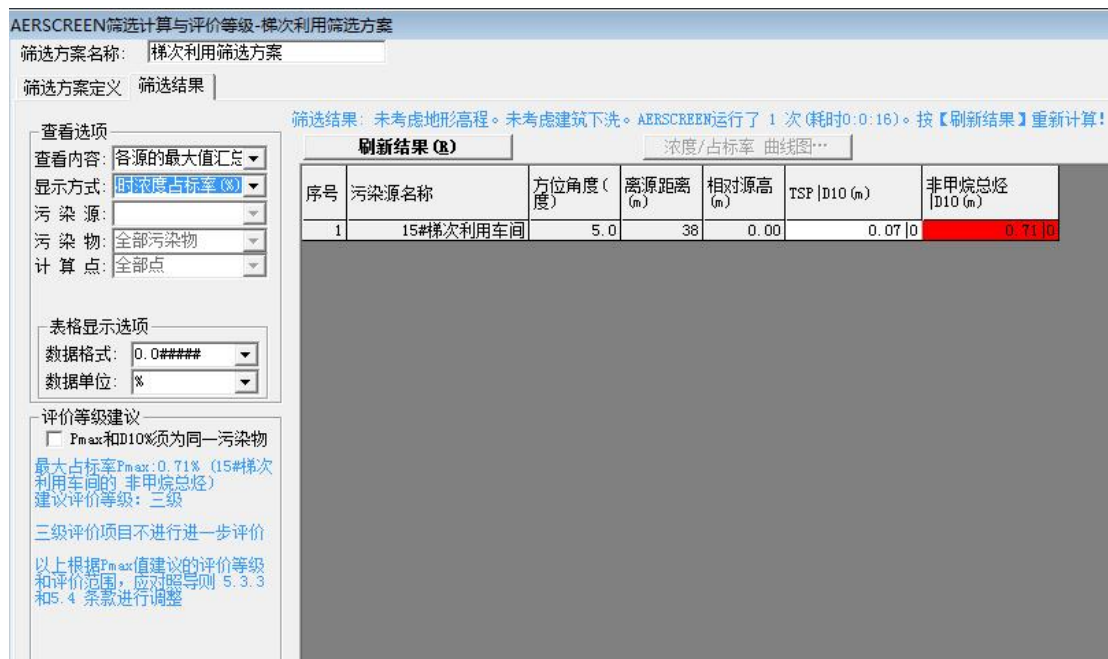 AERSCREEN筛选计算与评价等级-梯次利用筛选方案
筛选方案名称: 梯次利用筛选方案
筛选方案定义 筛选结果
筛选结果: 未考虑地形高程。未考虑建筑下洗。AERSCREEN运行了 1 次(耗时0:0:16)。按【刷新结果】重新计算!
刷新结果(R) 浓度/占标率 曲线图…
查看选项
查看内容: 各源的最大值汇总
显示方式: 时浓度占标率(%)
污 染 源:
污 染 物: 全部污染物
计 算 点: 全部点
序号 污染源名称 方位角度(度) 离源距离(m) 相对源高(m) TSP|D10(m) 非甲烷总烃|D10(m)
1 15#梯次利用车间 5.0 38 0.00 0.07|0 0.71|0
表格显示选项
数据格式: 0.0#####
数据单位: %
评价等级建议
Pmax和D10%须为同一污染物
最大占标率Pmax:0.71% (15#梯次
利用车间的 非甲烷总烃)
建议评价等级: 三级
三级评价项目不进行进一步评价
以上根据Pmax值建议的评价等级
和评价范围, 应对照导则 5.3.3
和5.4 条款进行调整